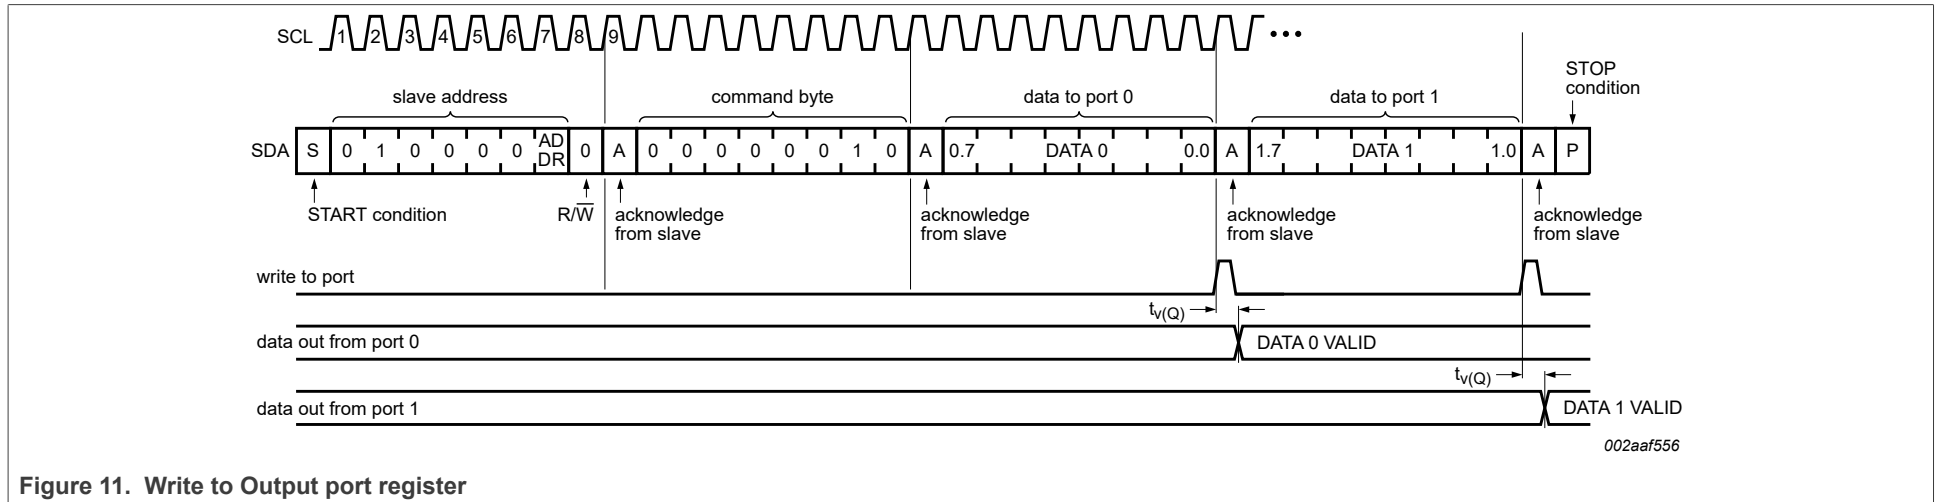 SCL 1 2 3 4 5 6 7 8 9 •••
STOP
condition
slave address command byte data to port 0 data to port 1
SDA S 0 1 0 0 0 0 AD DR 0 A 0 0 0 0 0 0 1 0 A 0.7 DATA 0 0.0 A 1.7 DATA 1 1.0 A P
START condition R/W̅ acknowledge from slave acknowledge from slave acknowledge from slave acknowledge from slave
write to port
tv(Q)
data out from port 0 DATA 0 VALID
tv(Q)
data out from port 1 DATA 1 VALID
002aaf556
Figure 11. Write to Output port register